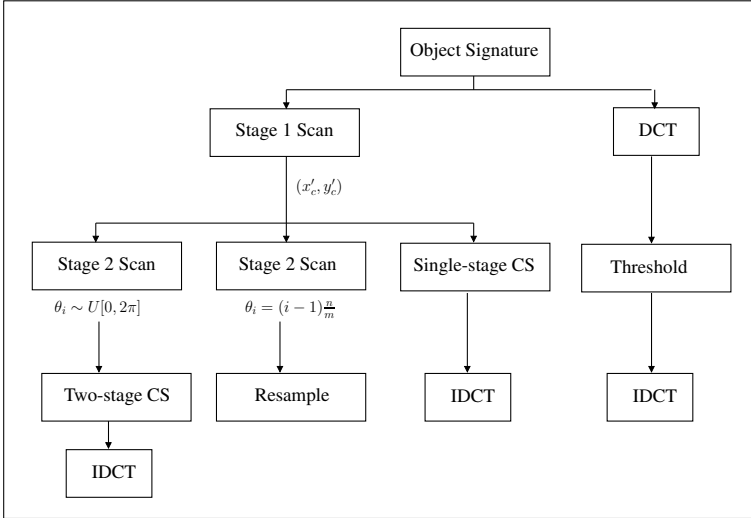 Object Signature
Stage 1 Scan
DCT
(x′_c, y′_c)
Stage 2 Scan
Stage 2 Scan
Single-stage CS
Threshold
θ_i ∼ U[0, 2π]
θ_i = (i − 1)n/m
Two-stage CS
Resample
IDCT
IDCT
IDCT